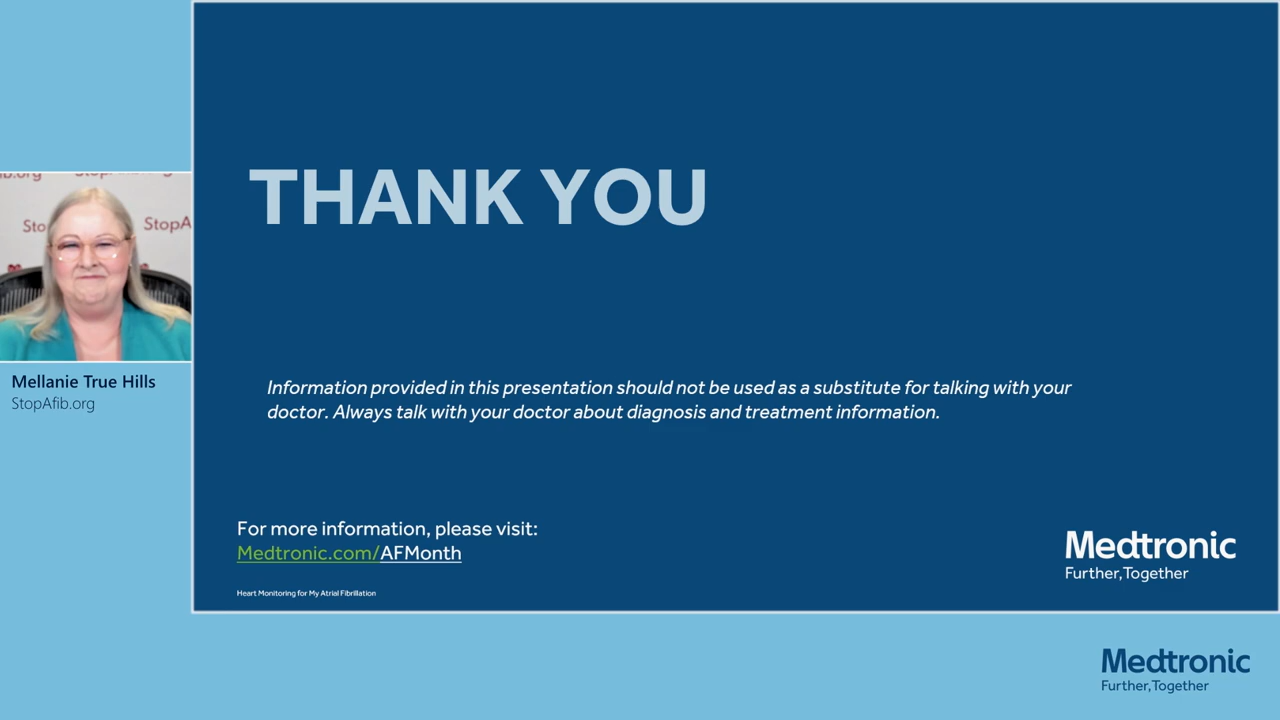 THANK YOU
StopA
Mellanie True Hills
StopAfib.org
Information provided in this presentation should not be used as a substitute for talking with your
doctor. Always talk with your doctor about diagnosis and treatment information.
For more information, please visit:
Medtronic.com/AFMonth
Heart Monitoring for My Atrial Fibrillation
Medtronic
Further,Together
Medtronic
Further,Together